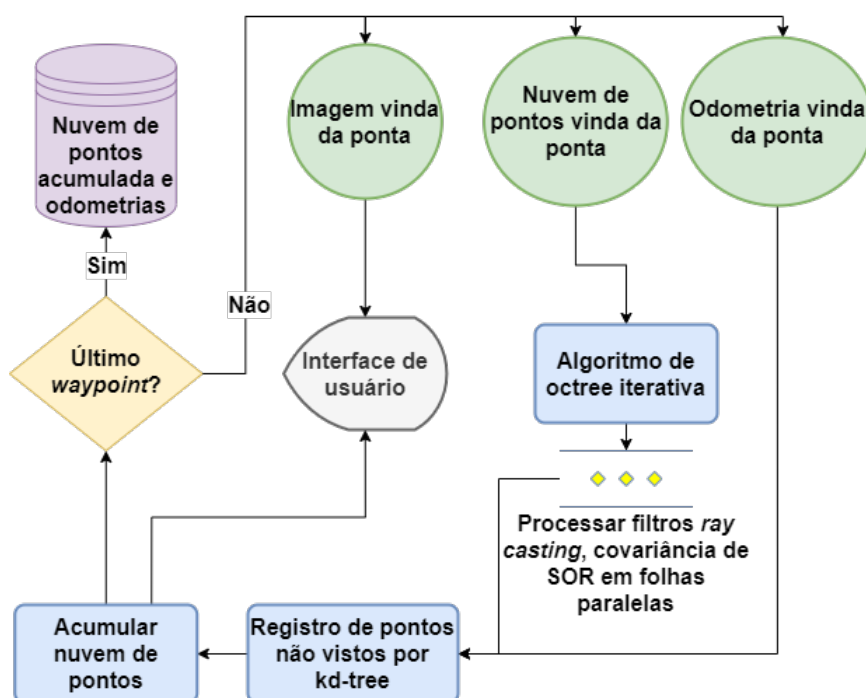 Nuvem de
pontos
acumulada e
odometrias
Imagem vinda
da ponta
Nuvem de
pontos vinda da
ponta
Odometria vinda
da ponta
Sim
Não
Último
waypoint?
Interface de
usuário
Algoritmo de
octree iterativa
Processar filtros ray
casting, covariância de
SOR em folhas
paralelas
Acumular
nuvem de
pontos
Registro de pontos
não vistos por
kd-tree